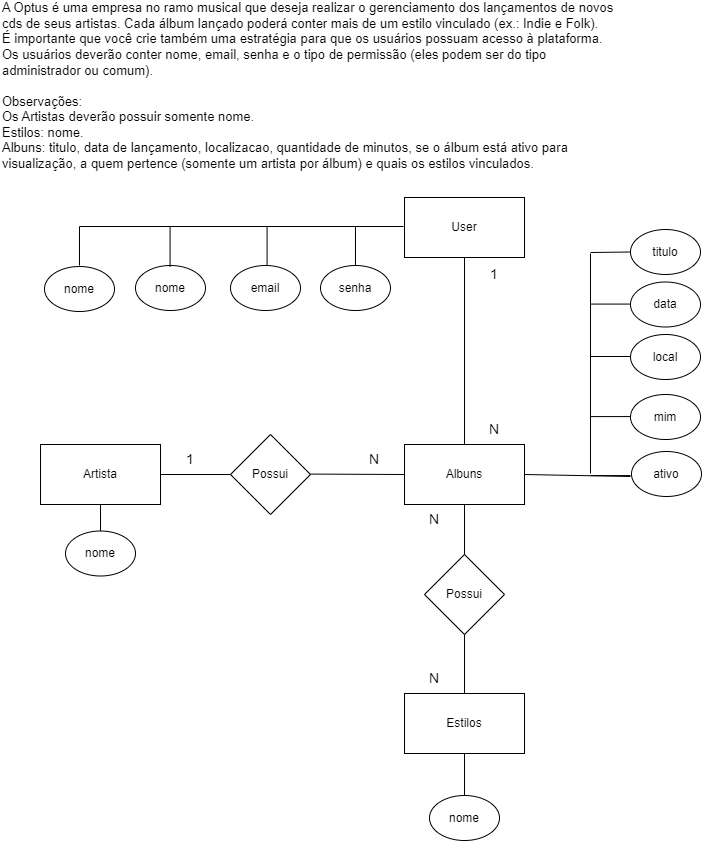 A Optus é uma empresa no ramo musical que deseja realizar o gerenciamento dos lançamentos de novos
cds de seus artistas. Cada álbum lançado poderá conter mais de um estilo vinculado (ex.: Indie e Folk).
É importante que você crie também uma estratégia para que os usuários possuam acesso à plataforma.
Os usuários deverão conter nome, email, senha e o tipo de permissão (eles podem ser do tipo
administrador ou comum).
Observações:
Os Artistas deverão possuir somente nome.
Estilos: nome.
Albuns: titulo, data de lançamento, localizacao, quantidade de minutos, se o álbum está ativo para
visualização, a quem pertence (somente um artista por álbum) e quais os estilos vinculados.
User
titulo
1
nome
nome
email
senha
data
local
mim
N
Artista
1
Possui
N
Albuns
ativo
N
nome
Possui
N
Estilos
nome